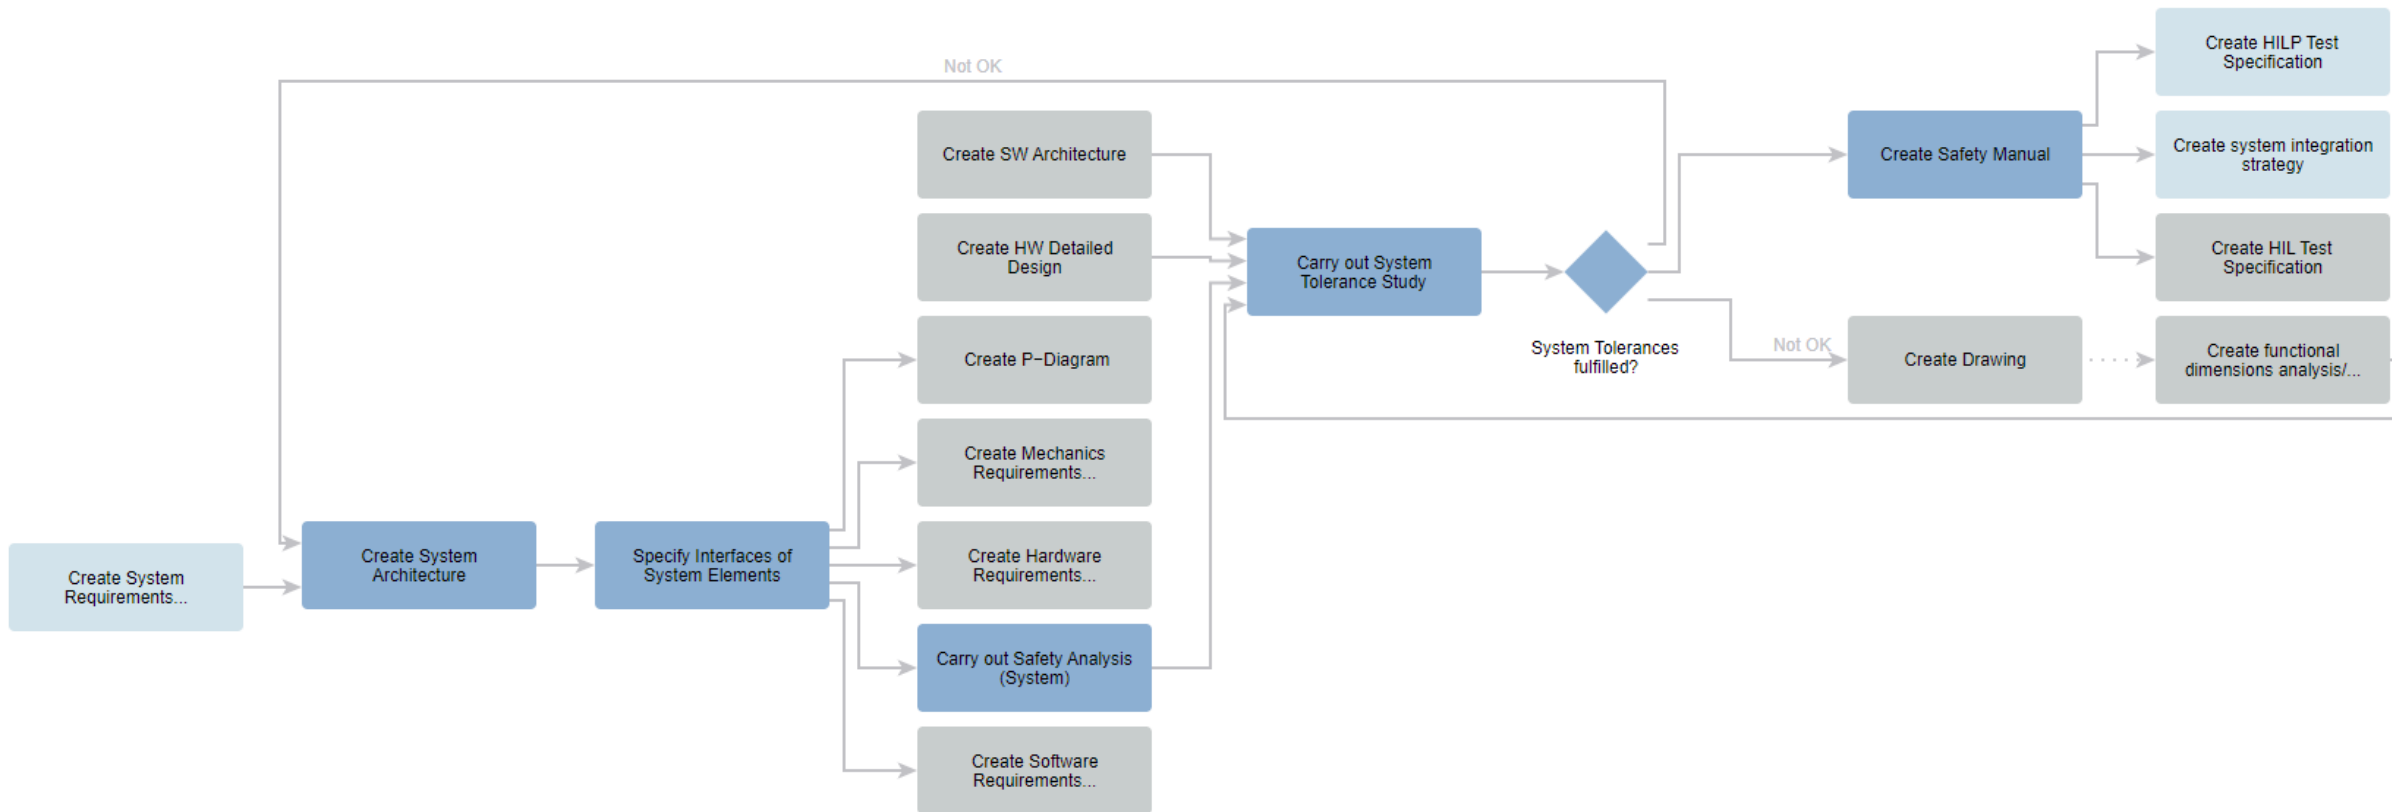 Not OK
Create HILP Test
Specification
Create SW Architecture
Create Safety Manual
Create system integration
strategy
Create HW Detailed
Design
Carry out System
Tolerance Study
Create HIL Test
Specification
System Tolerances
fulfilled?
Not OK
Create P-Diagram
Create Drawing
Create functional
dimensions analysis/...
Create Mechanics
Requirements...
Create System
Requirements...
Create System
Architecture
Specify Interfaces of
System Elements
Create Hardware
Requirements...
Carry out Safety Analysis
(System)
Create Software
Requirements...